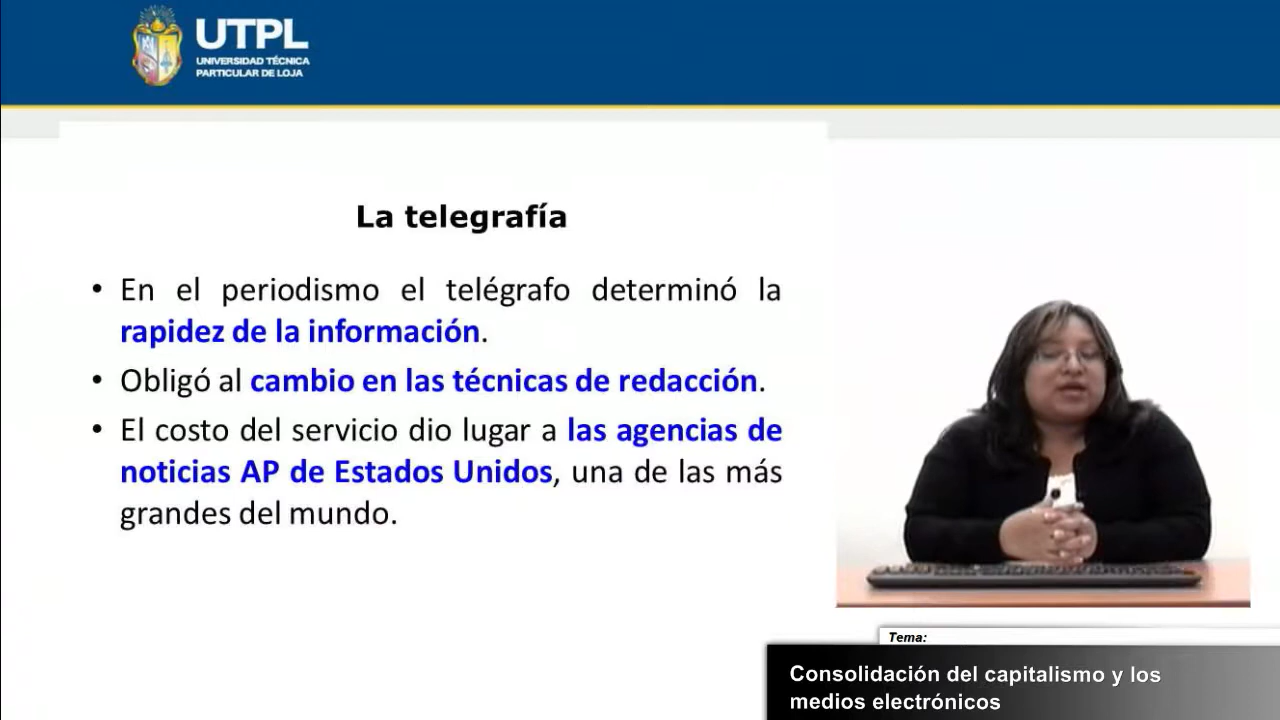 UTPL
UNIVERSIDAD TÉCNICA
PARTICULAR DE LOJA
La telegrafía
• En el periodismo el telégrafo determinó la
rapidez de la información.
• Obligó al cambio en las técnicas de redacción.
• El costo del servicio dio lugar a las agencias de
noticias AP de Estados Unidos, una de las más
grandes del mundo.
Tema:
Consolidación del capitalismo y los
medios electrónicos